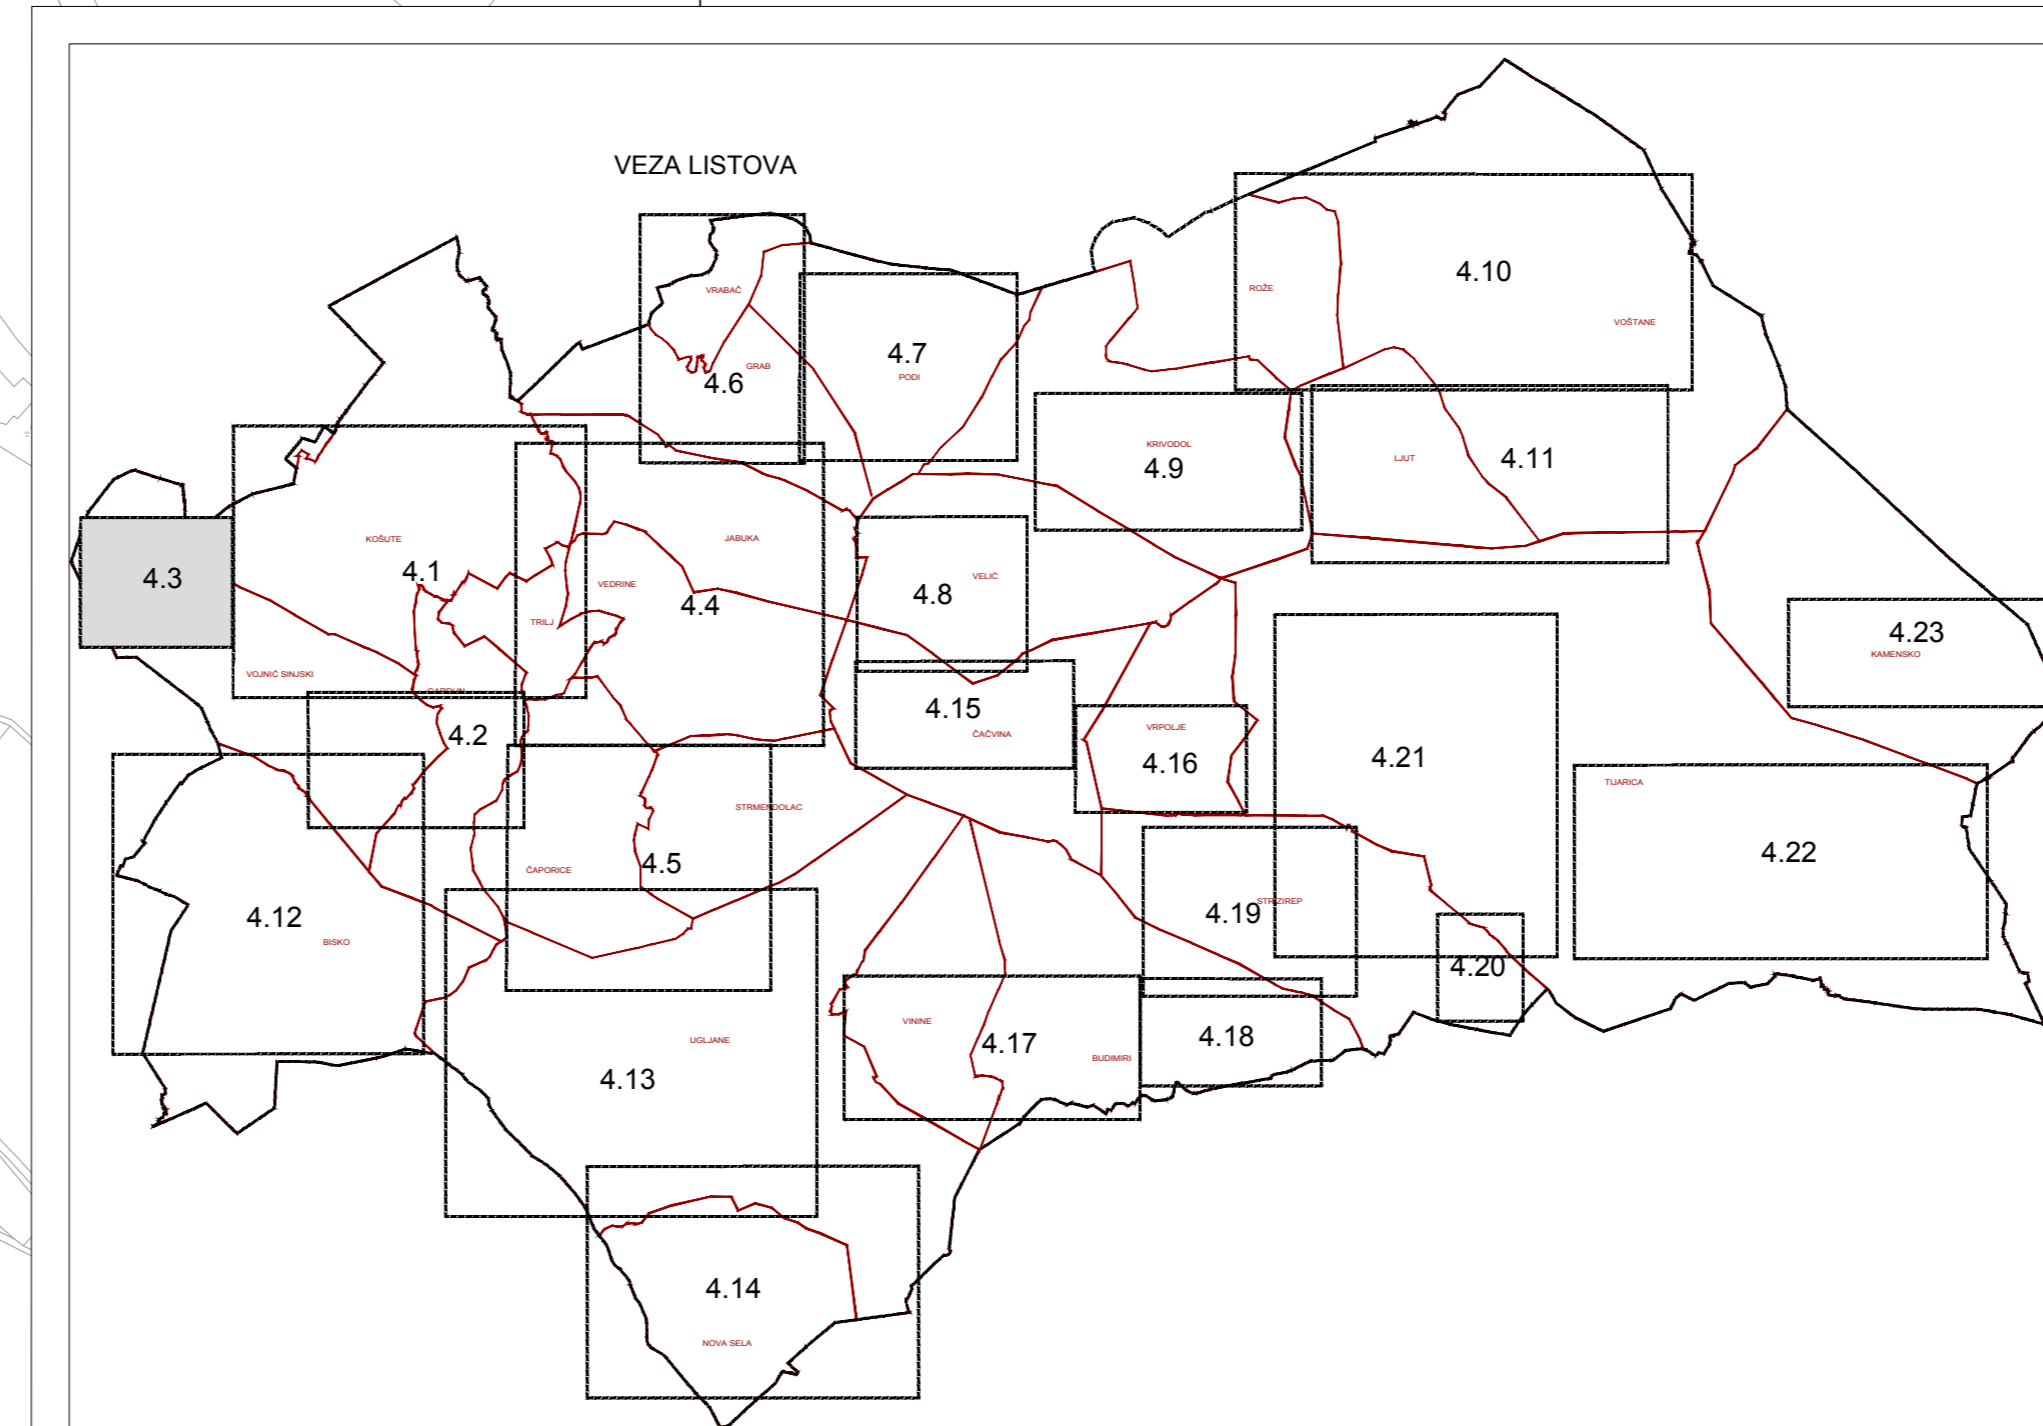 VEZA LISTOVA
VRABAČ
GRAB
4.6
4.7
PODI
ROŽE
4.10
VOŠTANE
KRIVODOL
4.9
LJUT
4.11
KOŠUTE
4.1
4.3
JABUKA
VEDRINE
4.4
TRILJ
VELIĆ
4.8
4.23
KAMENSKO
VOJNIĆ SINJSKI
GARDUN
4.2
4.15
ČAČVINA
VRPOLJE
4.16
4.21
TIJARICA
4.22
STRMENDOLAC
4.5
ČAPORICE
4.12
BISKO
4.19
STRIZIREP
4.20
UGLJANE
4.13
VININE
4.17
BUDIMIRI
4.18
4.14
NOVA SELA